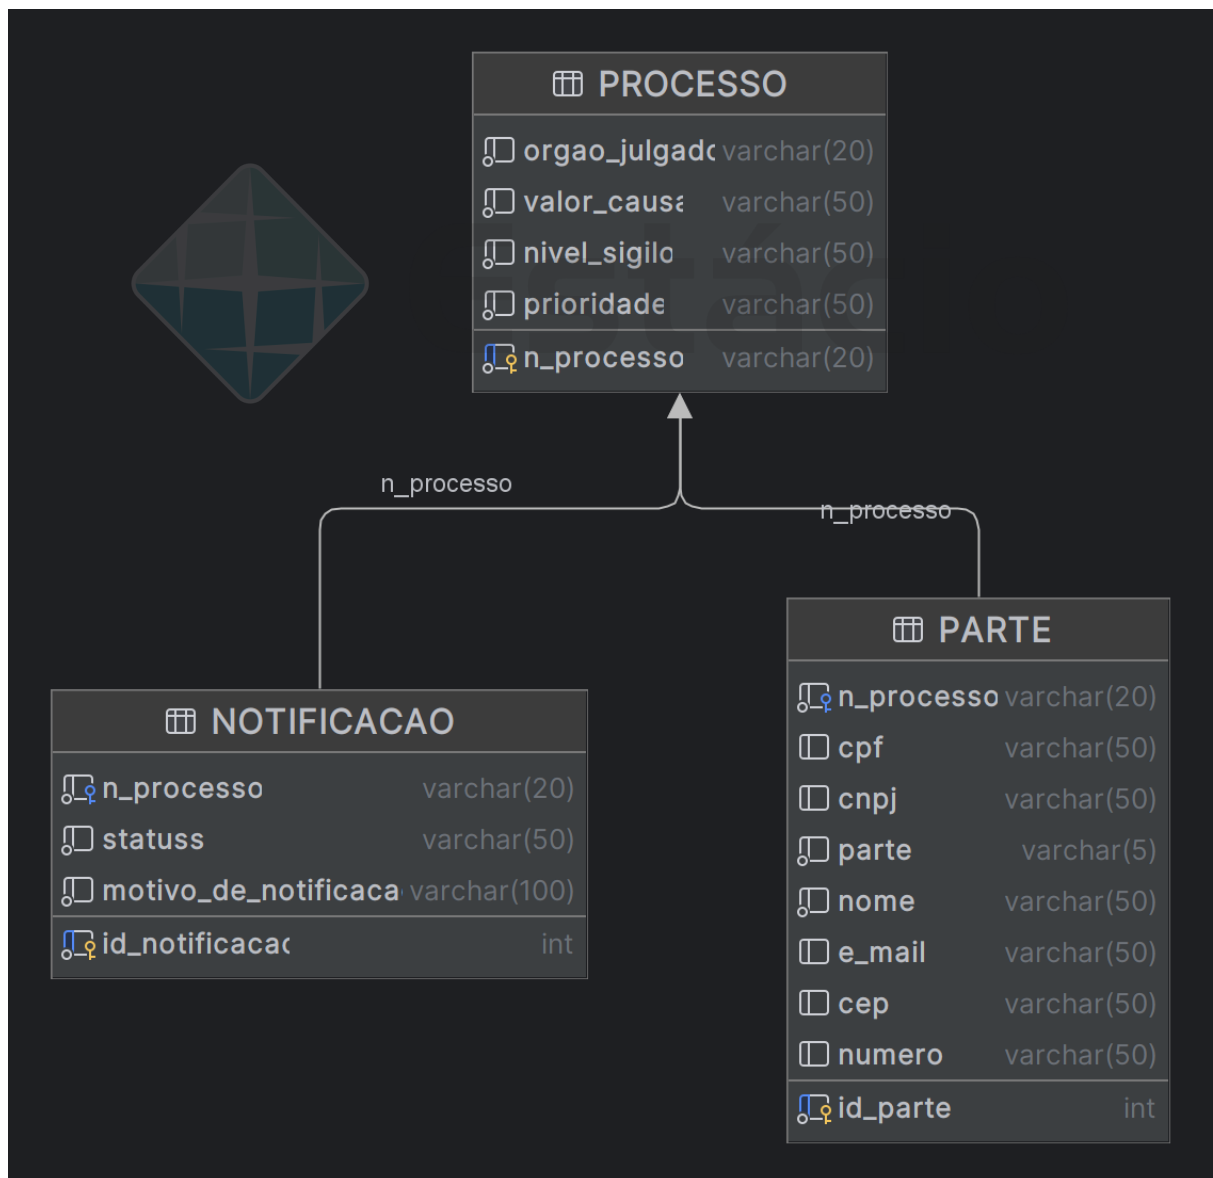 PROCESSO
orgao_julgado varchar(20)
valor_causa varchar(50)
nivel_sigilo varchar(50)
prioridade varchar(50)
n_processo varchar(20)
n_processo
n_processo
PARTE
n_processo varchar(20)
cpf varchar(50)
cnpj varchar(50)
parte varchar(5)
nome varchar(50)
e_mail varchar(50)
cep varchar(50)
numero varchar(50)
id_parte int
NOTIFICACAO
n_processo varchar(20)
statuss varchar(50)
motivo_de_notificaca varchar(100)
id_notificacao int